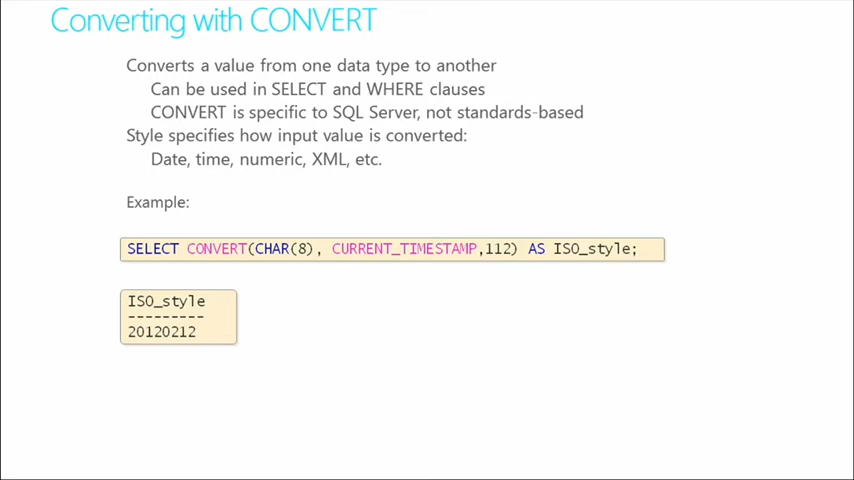 Converting with CONVERT
Converts a value from one data type to another
Can be used in SELECT and WHERE clauses
CONVERT is specific to SQL Server, not standards-based
Style specifies how input value is converted:
Date, time, numeric, XML, etc.
Example:
SELECT CONVERT(CHAR(8), CURRENT_TIMESTAMP,112) AS ISO_style;
ISO_style
---------
20120212